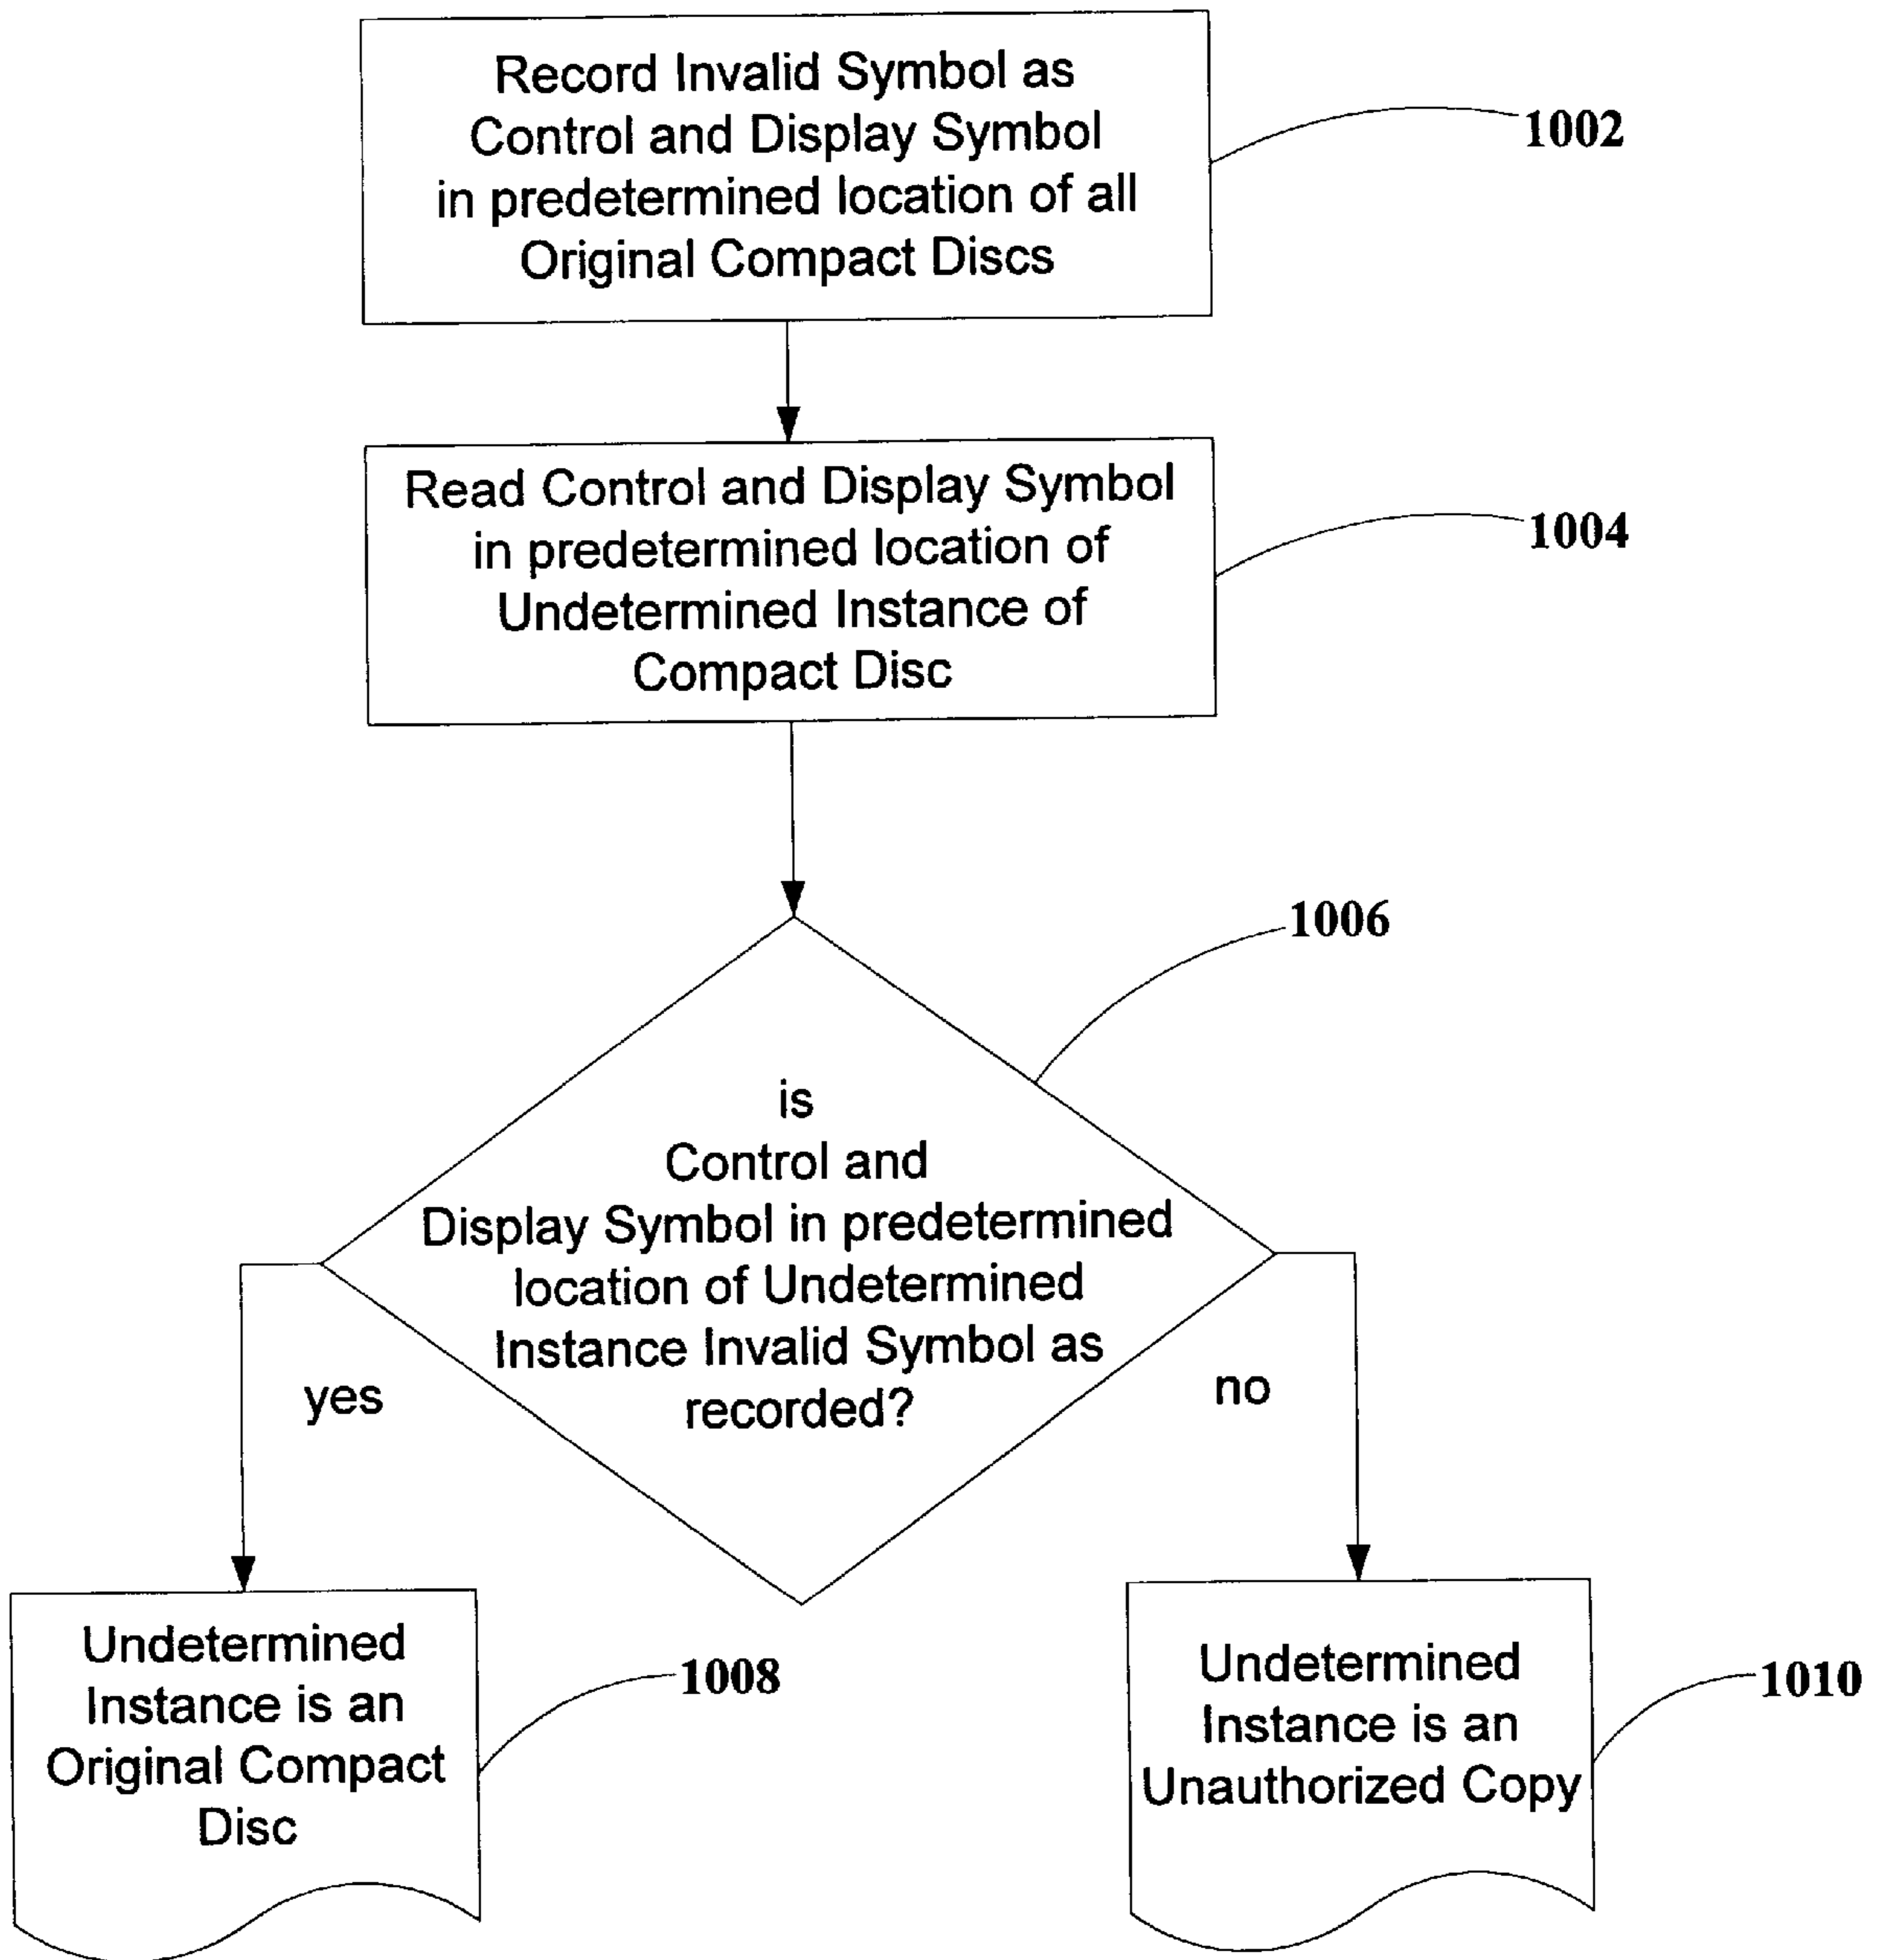 Record Invalid Symbol as
Control and Display Symbol
in predetermined location of all
Original Compact Discs
1002
Read Control and Display Symbol
in predetermined location of
Undetermined Instance of
Compact Disc
1004
1006
is
Control and
Display Symbol in predetermined
location of Undetermined
Instance Invalid Symbol as
recorded?
yes
no
Undetermined
Instance is an
Original Compact
Disc
1008
Undetermined
Instance is an
Unauthorized Copy
1010